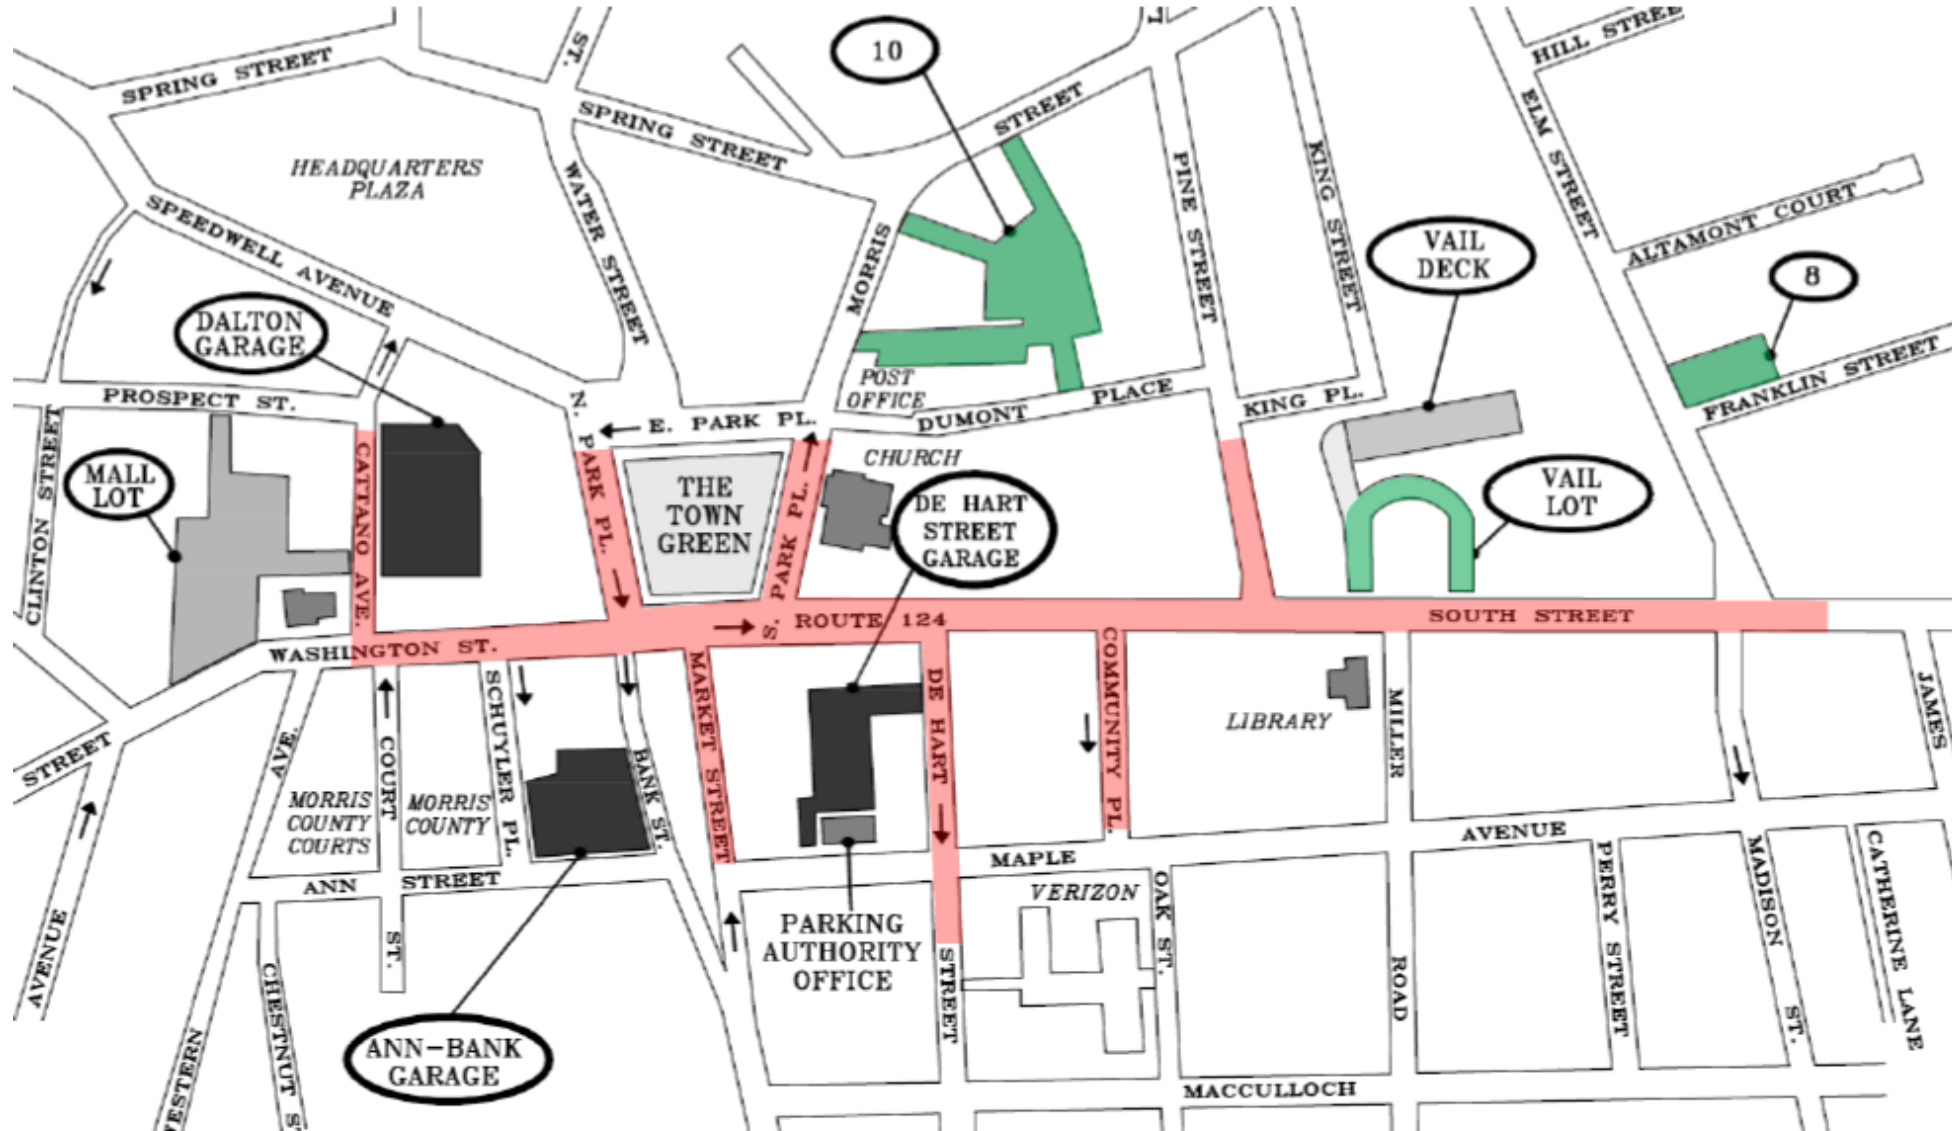 10
HILL STREE
ST.
SPRING STREET
SPRING STREET
STREET
HEADQUARTERS
PLAZA
WATER STREET
PINE STREET
KING STREET
ELM STREET
ALTAMONT COURT
SPEEDWELL AVENUE
MORRIS
VAIL
DECK
8
DALTON
GARAGE
FRANKLIN STREET
PROSPECT ST.
POST
OFFICE
DUMONT PLACE
KING PL.
N. PARK PL.
E. PARK PL.
CLINTON STREET
MALL
LOT
CATTANO AVE.
THE
TOWN
GREEN
S. PARK PL.
CHURCH
DE HART
STREET
GARAGE
VAIL
LOT
WASHINGTON ST.
ROUTE 124
SOUTH STREET
STREET
AVE.
COURT
ST.
SCHUYLER PL.
BANK ST.
MARKET STREET
DE HART
STREET
COMMUNITY PL.
LIBRARY
MILLER
ROAD
JAMES
MORRIS
COUNTY
COURTS
MORRIS
COUNTY
ANN STREET
MAPLE AVENUE
VERIZON
OAK ST.
PERRY STREET
MADISON ST.
CATHERINE LANE
PARKING
AUTHORITY
OFFICE
AVENUE
CHESTNUT S
ESTERN
ANN-BANK
GARAGE
MACCULLOCH